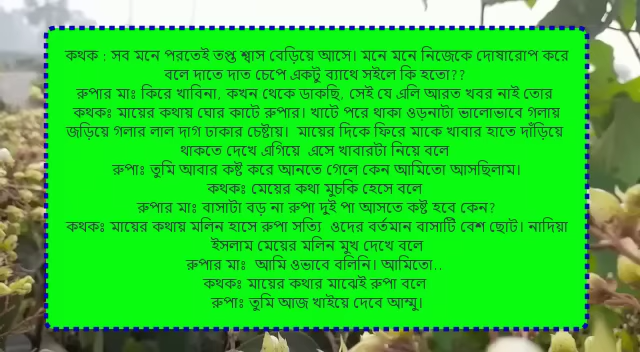 কথক : সব মনে পরতেই তপ্ত শ্বাস বেড়িয়ে আসে। মনে মনে নিজেকে দোষারোপ করে
বলে দাতে দাত চেপে একটু ব্যাথে সইলে কি হতো??
রুপার মাঃ কিরে খাবিনা, কখন থেকে ডাকছি, সেই যে এলি আরত খবর নাই তোর
কথকঃ মায়ের কথায় ঘোর কাটে রুপার। খাটে পরে থাকা ওড়নাটা ভালোভাবে গলায়
জড়িয়ে গলার লাল দাগ ঢাকার চেষ্টায়। মায়ের দিকে ফিরে মাকে খাবার হাতে দাঁড়িয়ে
থাকতে দেখে এগিয়ে এসে খাবারটা নিয়ে বলে
রুপাঃ তুমি আবার কষ্ট করে আনতে গেলে কেন আমিতো আসছিলাম।
কথকঃ মেয়ের কথা মুচকি হেসে বলে
রুপার মাঃ বাসাটা বড় না রুপা দুই পা আসতে কষ্ট হবে কেন?
কথকঃ মায়ের কথায় মলিন হাসে রুপা সত্যি ওদের বর্তমান বাসাটি বেশ ছোট। নাদিয়া
ইসলাম মেয়ের মলিন মুখ দেখে বলে
রুপার মাঃ আমি ওভাবে বলিনি। আমিতো..
কথকঃ মায়ের কথার মাঝেই রুপা বলে
রুপাঃ তুমি আজ খাইয়ে দেবে আম্মু।